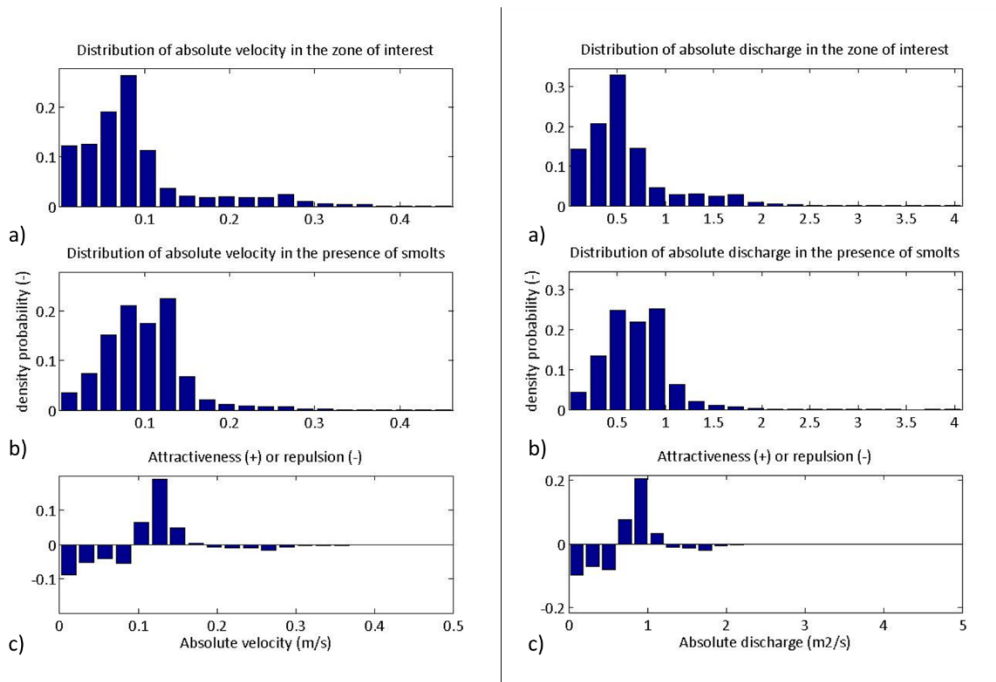 Distribution of absolute velocity in the zone of interest
0.2
0.1
0
0.1 0.2 0.3 0.4
a)
Distribution of absolute velocity in the presence of smolts
density probability (-)
0.2
0.1
0
0.1 0.2 0.3 0.4
b)
Attractiveness (+) or repulsion (-)
0.1
0
-0.1
0 0.1 0.2 0.3 0.4 0.5
c)
Absolute velocity (m/s)
Distribution of absolute discharge in the zone of interest
0.3
0.2
0.1
0
0.5 1 1.5 2 2.5 3 3.5 4
a)
Distribution of absolute discharge in the presence of smolts
density probability (-)
0.3
0.2
0.1
0
0.5 1 1.5 2 2.5 3 3.5 4
b)
Attractiveness (+) or repulsion (-)
0.2
0
-0.2
0 1 2 3 4 5
c)
Absolute discharge (m2/s)